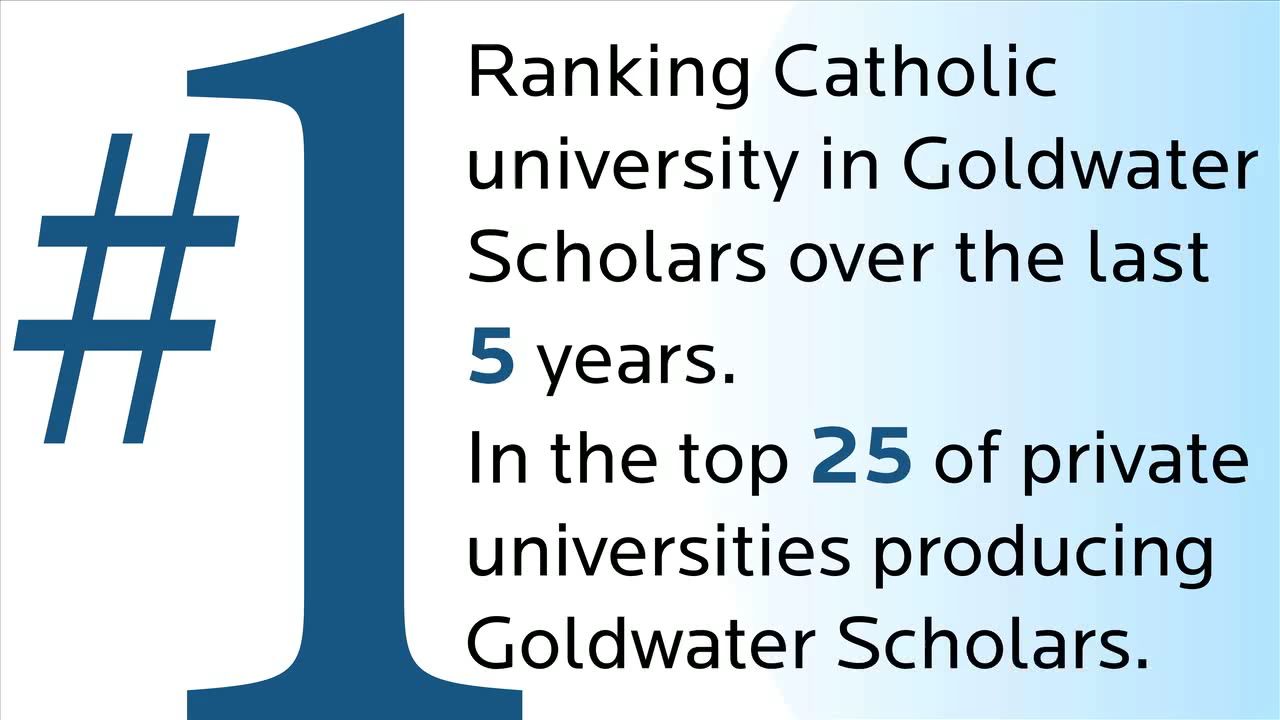 #1
Ranking Catholic
university in Goldwater
Scholars over the last
5 years.
In the top 25 of private
universities producing
Goldwater Scholars.